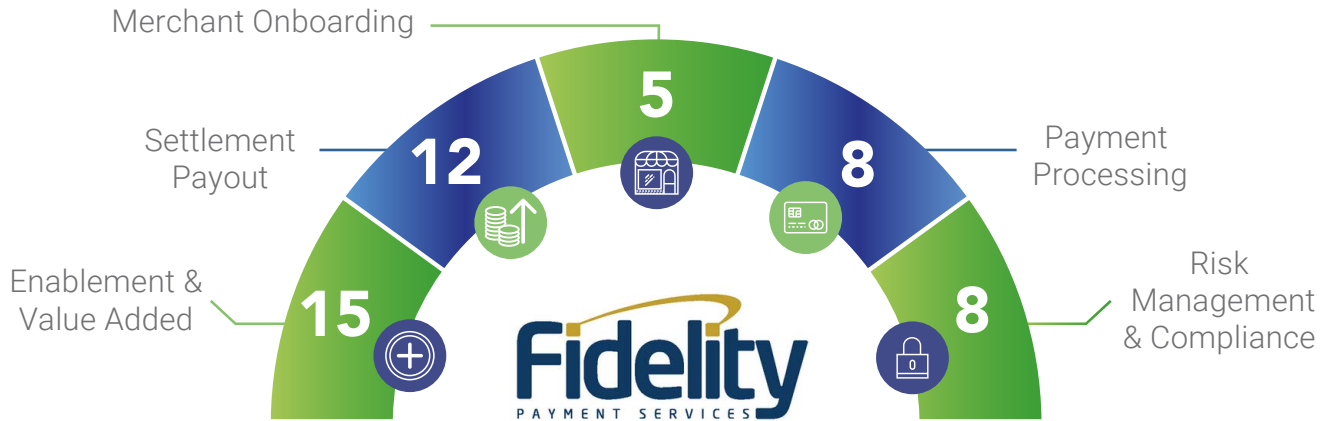 Merchant Onboarding
5
Settlement
Payout
12
8
Payment
Processing
Enablement &
Value Added
15
8
Risk
Management
& Compliance
0
Fidelity
PAYMENT SERVICES